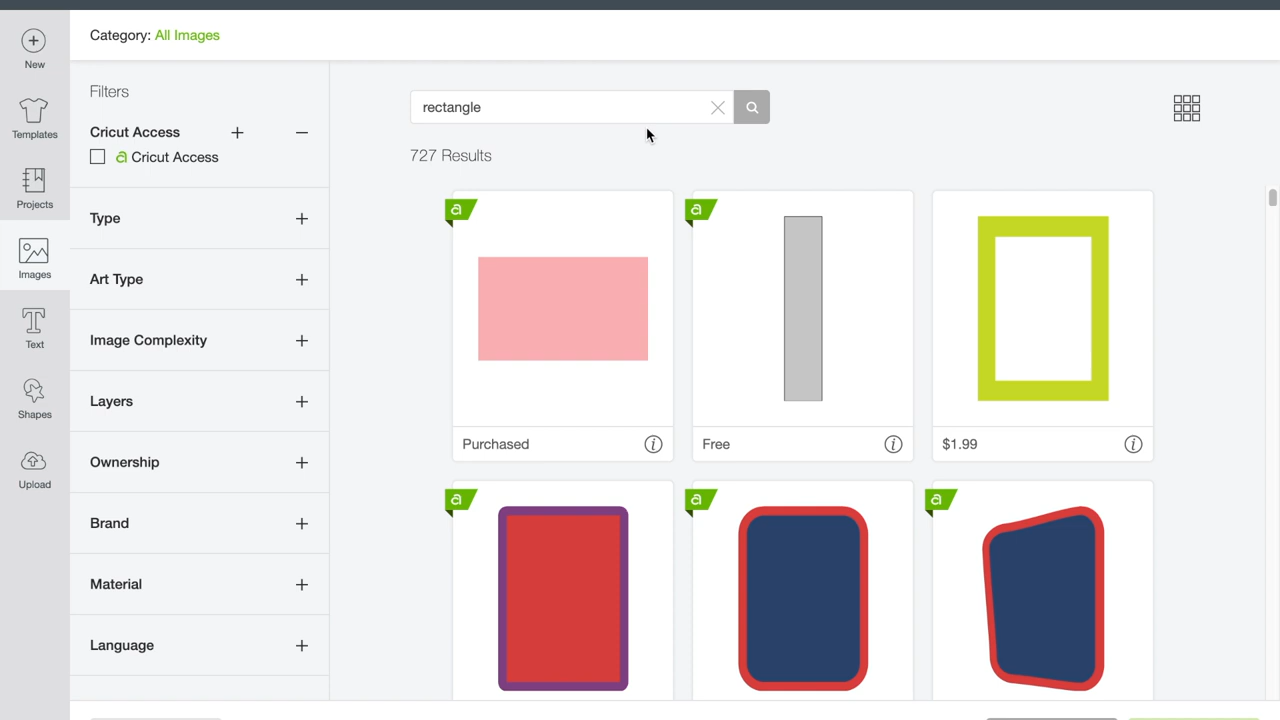 Category: All Images
New
Templates
Projects
Images
Text
Shapes
Upload
Filters
Cricut Access
a Cricut Access
Type
Art Type
Image Complexity
Layers
Ownership
Brand
Material
Language
rectangle
727 Results
a
a
Purchased
Free
$1.99
a
a
a